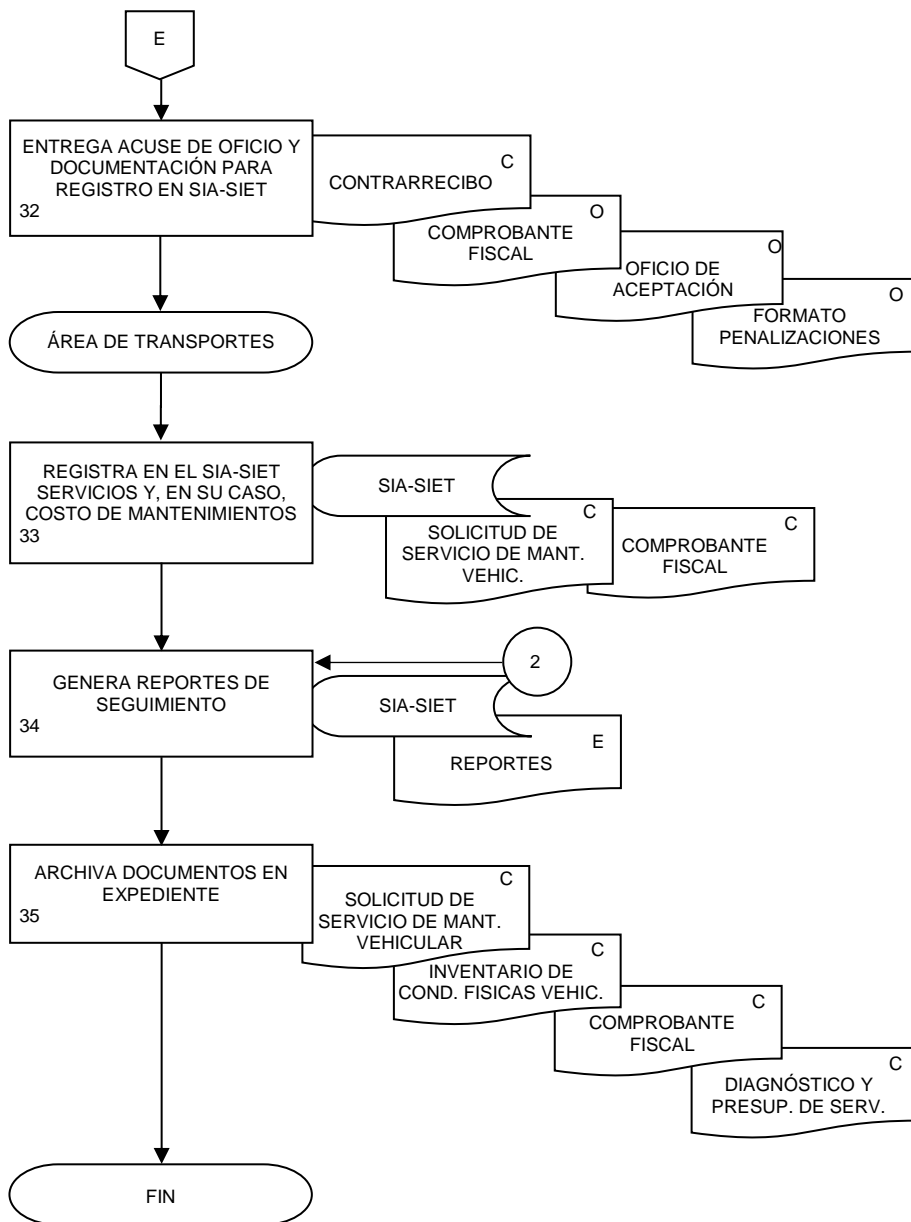 E
ENTREGA ACUSE DE OFICIO Y
DOCUMENTACIÓN PARA
REGISTRO EN SIA-SIET
32
C
CONTRARRECIBO
O
COMPROBANTE
FISCAL
O
OFICIO DE
ACEPTACIÓN
O
FORMATO
PENALIZACIONES
ÁREA DE TRANSPORTES
REGISTRA EN EL SIA-SIET
SERVICIOS Y, EN SU CASO,
COSTO DE MANTENIMIENTOS
33
SIA-SIET
C
SOLICITUD DE
SERVICIO DE MANT.
VEHIC.
C
COMPROBANTE
FISCAL
2
GENERA REPORTES DE
SEGUIMIENTO
34
SIA-SIET
E
REPORTES
ARCHIVA DOCUMENTOS EN
EXPEDIENTE
35
C
SOLICITUD DE
SERVICIO DE MANT.
VEHICULAR
C
INVENTARIO DE
COND. FISICAS VEHIC.
C
COMPROBANTE
FISCAL
C
DIAGNÓSTICO Y
PRESUP. DE SERV.
FIN